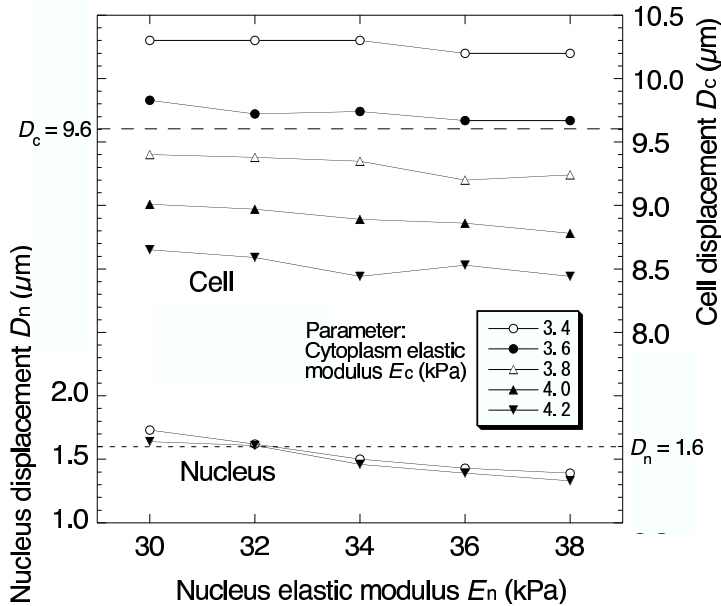 10.5
10.0
9.5
9.0
8.5
8.0
Cell displacement Dc (μm)
Dc = 9.6
Cell
Parameter:
Cytoplasm elastic
modulus Ec (kPa)
3.4
3.6
3.8
4.0
4.2
Nucleus displacement Dn (μm)
2.0
1.5
1.0
Dn = 1.6
Nucleus
30 32 34 36 38
Nucleus elastic modulus En (kPa)